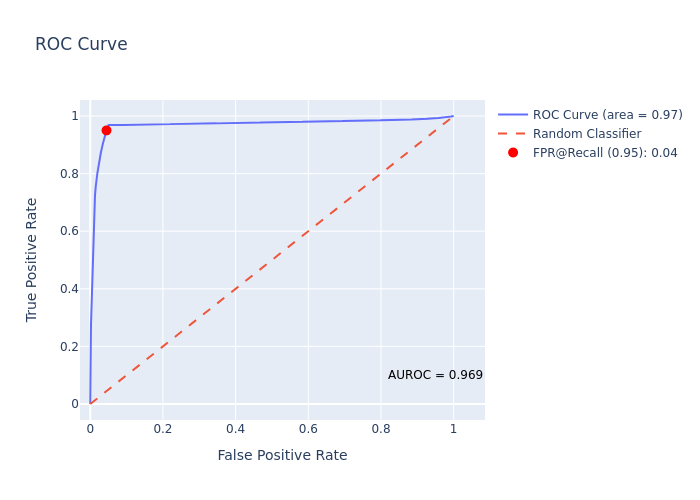 ROC Curve
ROC Curve (area = 0.97)
Random Classifier
FPR@Recall (0.95): 0.04
True Positive Rate
1
0.8
0.6
0.4
0.2
0
AUROC = 0.969
0 0.2 0.4 0.6 0.8 1
False Positive Rate